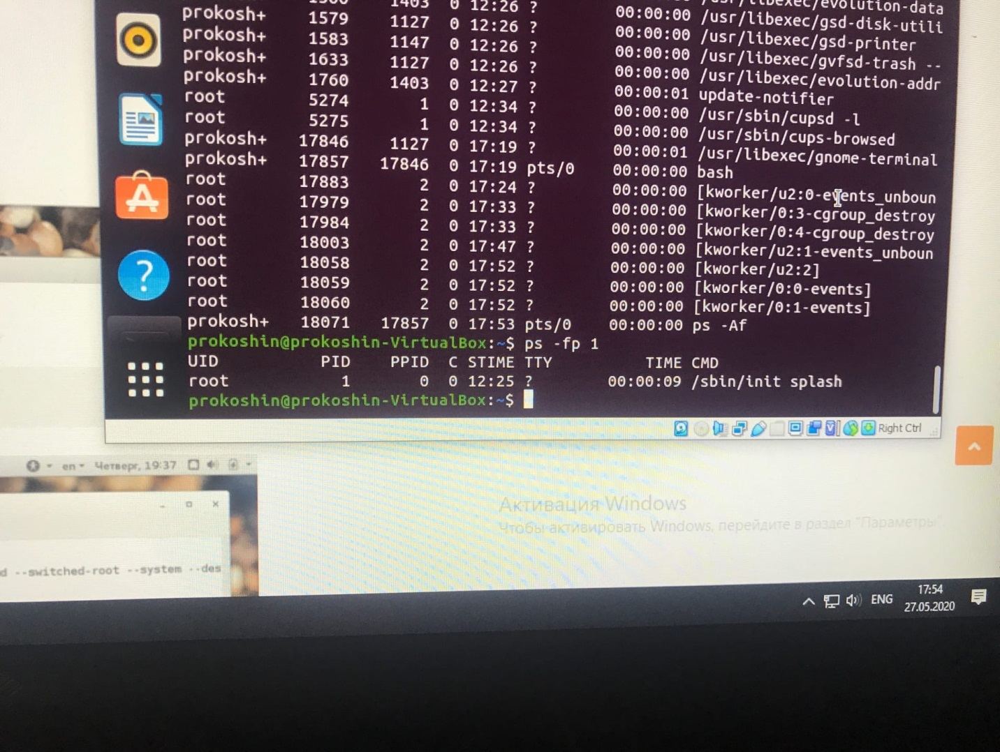 /usr/libexec/evolution-data
1403 0 12:26 ? 00:00:00 /usr/libexec/gsd-disk-utili
prokosh+ 1579 1127 0 12:26 ? 00:00:00 /usr/libexec/gsd-printer
prokosh+ 1583 1147 0 12:26 ? 00:00:00 /usr/libexec/gvfsd-trash --
prokosh+ 1633 1127 0 12:26 ? 00:00:00 /usr/libexec/evolution-addr
prokosh+ 1760 1403 0 12:27 ? 00:00:01 update-notifier
root 5274 1 0 12:34 ? 00:00:00 /usr/sbin/cupsd -l
root 5275 1 0 12:34 ? 00:00:00 /usr/sbin/cups-browsed
prokosh+ 17846 1127 0 17:19 ? 00:00:01 /usr/libexec/gnome-terminal
prokosh+ 17857 17846 0 17:19 pts/0 00:00:00 bash
root 17883 2 0 17:24 ? 00:00:00 [kworker/u2:0-events_unboun
root 17979 2 0 17:33 ? 00:00:00 [kworker/0:3-cgroup_destroy
root 17984 2 0 17:33 ? 00:00:00 [kworker/0:4-cgroup_destroy
root 18003 2 0 17:47 ? 00:00:00 [kworker/u2:1-events_unboun
root 18058 2 0 17:52 ? 00:00:00 [kworker/u2:2]
root 18059 2 0 17:52 ? 00:00:00 [kworker/0:0-events]
root 18060 2 0 17:52 ? 00:00:00 [kworker/0:1-events]
prokosh+ 18071 17857 0 17:53 pts/0 00:00:00 ps -Af
prokoshin@prokoshin-VirtualBox:~$ ps -fp 1
UID PID PPID C STIME TTY TIME CMD
root 1 0 0 12:25 ? 00:00:09 /sbin/init splash
prokoshin@prokoshin-VirtualBox:~$
Right Ctrl
en Четверг, 19:37
Активация Windows
Чтобы активировать Windows, перейдите в раздел "Параметры".
d --switched-root --system --des
ENG 17:54
27.05.2020